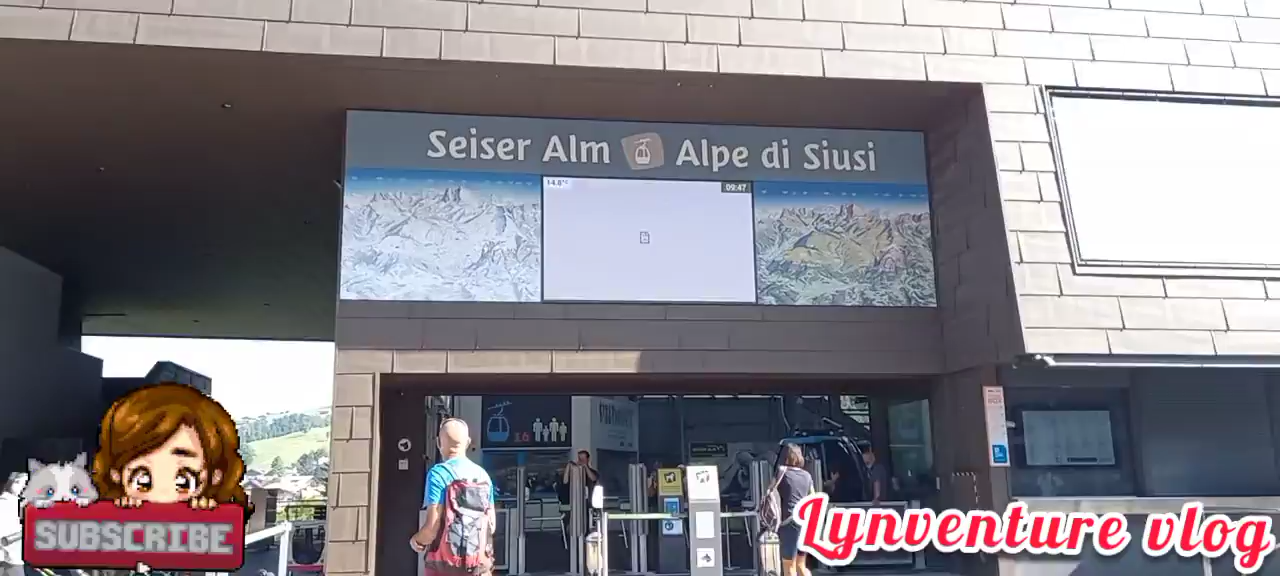 Seiser Alm Alpe di Siusi
14.8°C
09:47
16
SUBSCRIBE
Lynventure vlog